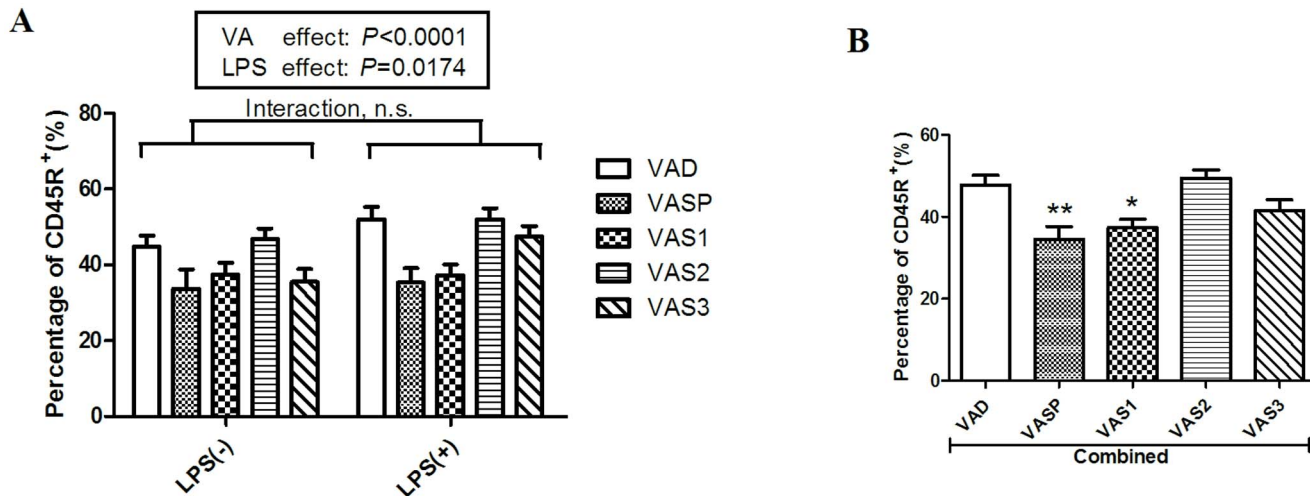 A
VA effect: P<0.0001
LPS effect: P=0.0174
Interaction, n.s.
Percentage of CD45R +(%)
80
60
40
20
0
LPS(-)
LPS(+)
VAD
VASP
VAS1
VAS2
VAS3
B
Percentage of CD45R +(%)
60
40
20
0
**
*
VAD
VASP
VAS1
VAS2
VAS3
Combined